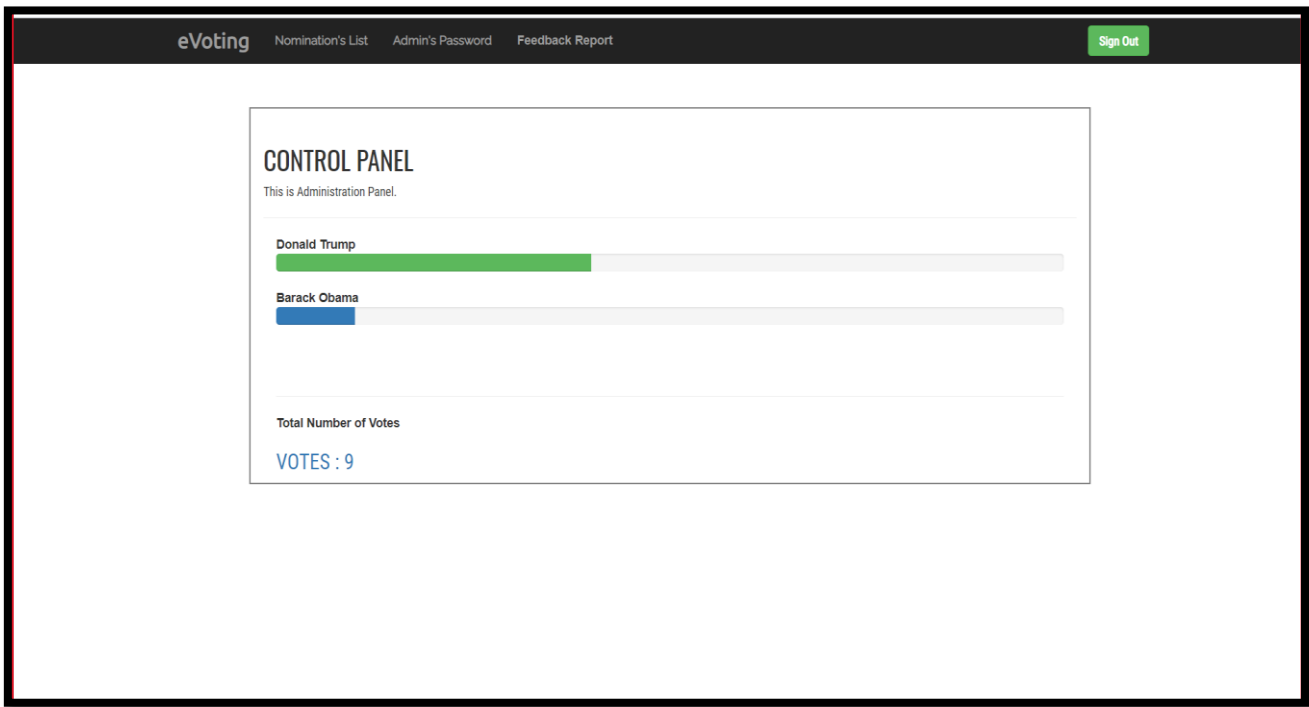 eVoting Nomination's List Admin's Password Feedback Report Sign Out
CONTROL PANEL
This is Administration Panel.
Donald Trump
Barack Obama
Total Number of Votes
VOTES : 9